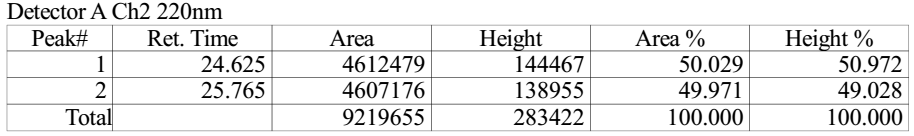 Detector A Ch2 220nm
Peak# Ret. Time Area Height Area % Height %
1 24.625 4612479 144467 50.029 50.972
2 25.765 4607176 138955 49.971 49.028
Total 9219655 283422 100.000 100.000